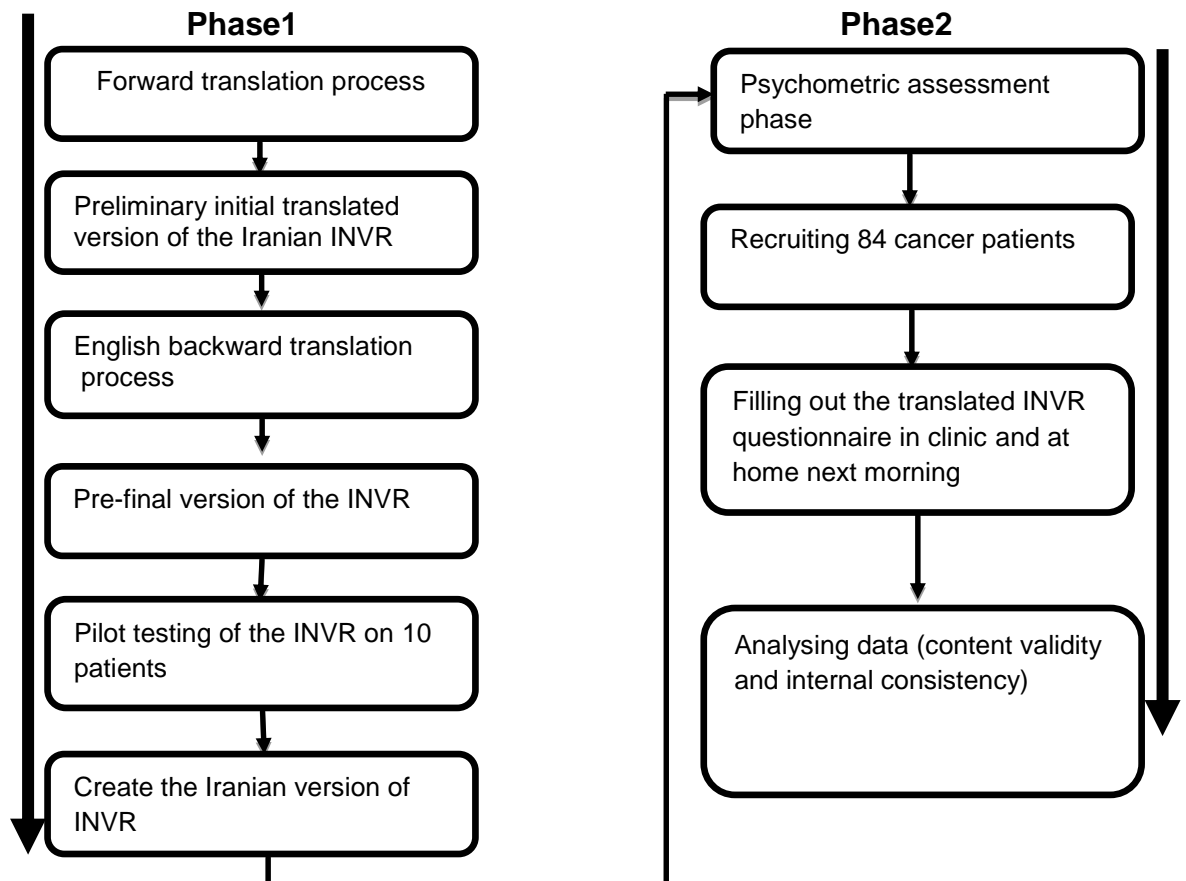 Phase1
Forward translation process
Preliminary initial translated
version of the Iranian INVR
English backward translation
process
Pre-final version of the INVR
Pilot testing of the INVR on 10
patients
Create the Iranian version of
INVR
Phase2
Psychometric assessment
phase
Recruiting 84 cancer patients
Filling out the translated INVR
questionnaire in clinic and at
home next morning
Analysing data (content validity
and internal consistency)